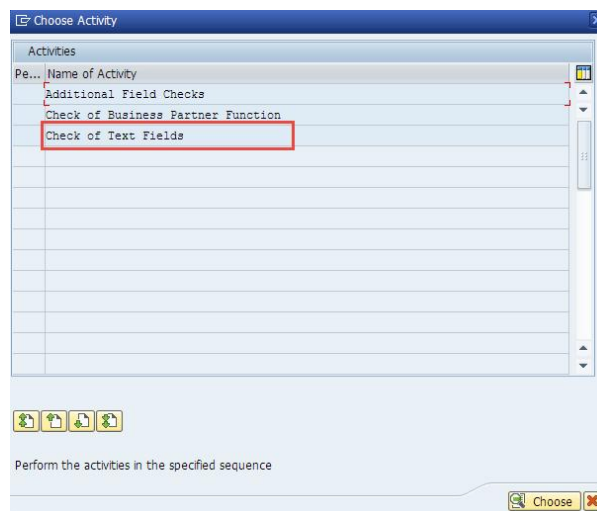 Choose Activity
Activities
Pe... Name of Activity
Additional Field Checks
Check of Business Partner Function
Check of Text Fields
Perform the activities in the specified sequence
Choose